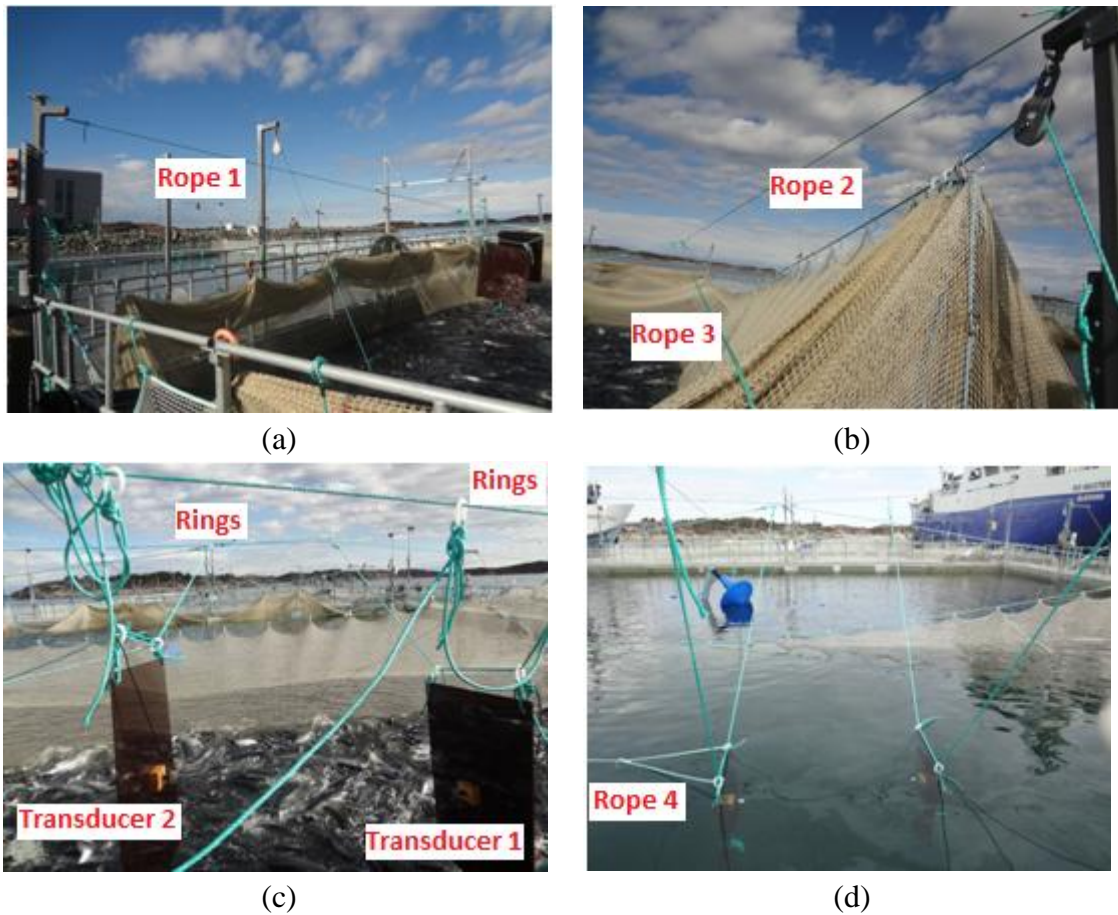 Rope 1
Rope 2
Rope 3
(a)
(b)
Rings
Rings
Transducer 2
Transducer 1
Rope 4
(c)
(d)